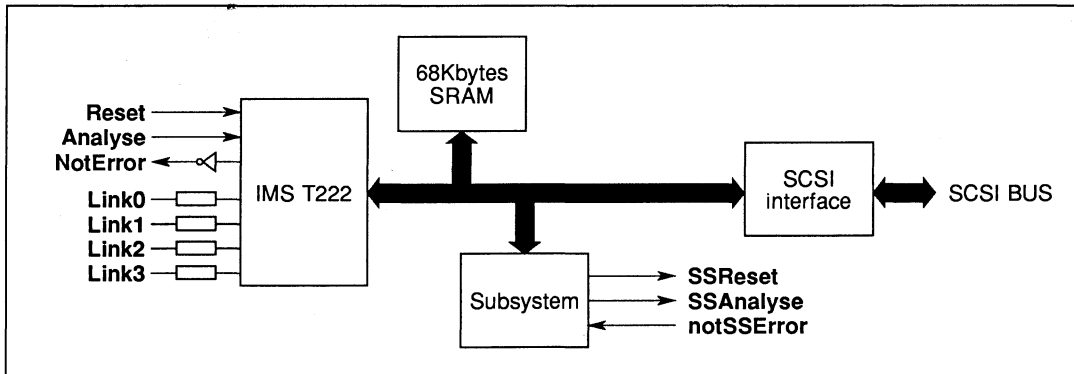 68Kbytes
SRAM
Reset
Analyse
NotError
Link0
Link1
Link2
Link3
IMS T222
SCSI
interface
SCSI BUS
Subsystem
SSReset
SSAnalyse
notSSError